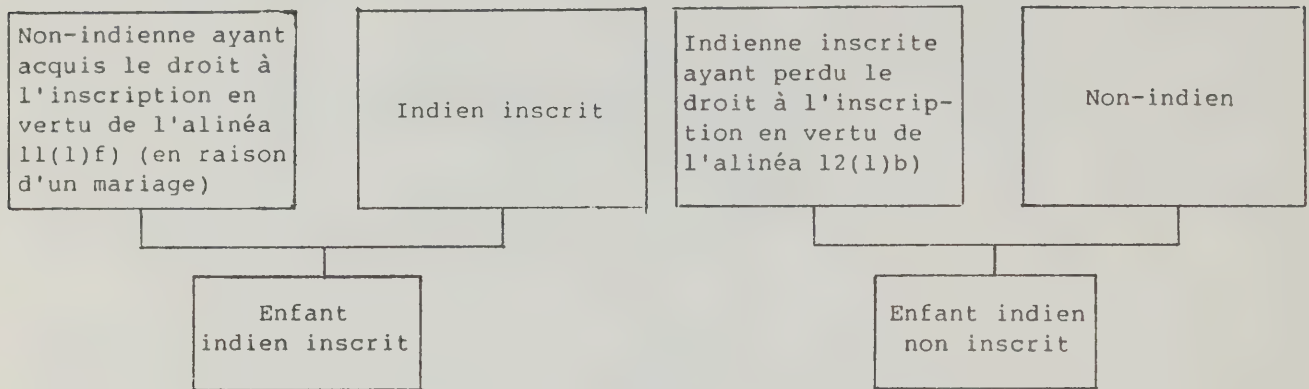 Non-indienne ayant
acquis le droit à
l'inscription en
vertu de l'alinéa
11(1)f) (en raison
d'un mariage)
Indien inscrit
Indienne inscrite
ayant perdu le
droit à l'inscrip-
tion en vertu de
l'alinéa 12(1)b)
Non-indien
Enfant
indien inscrit
Enfant indien
non inscrit